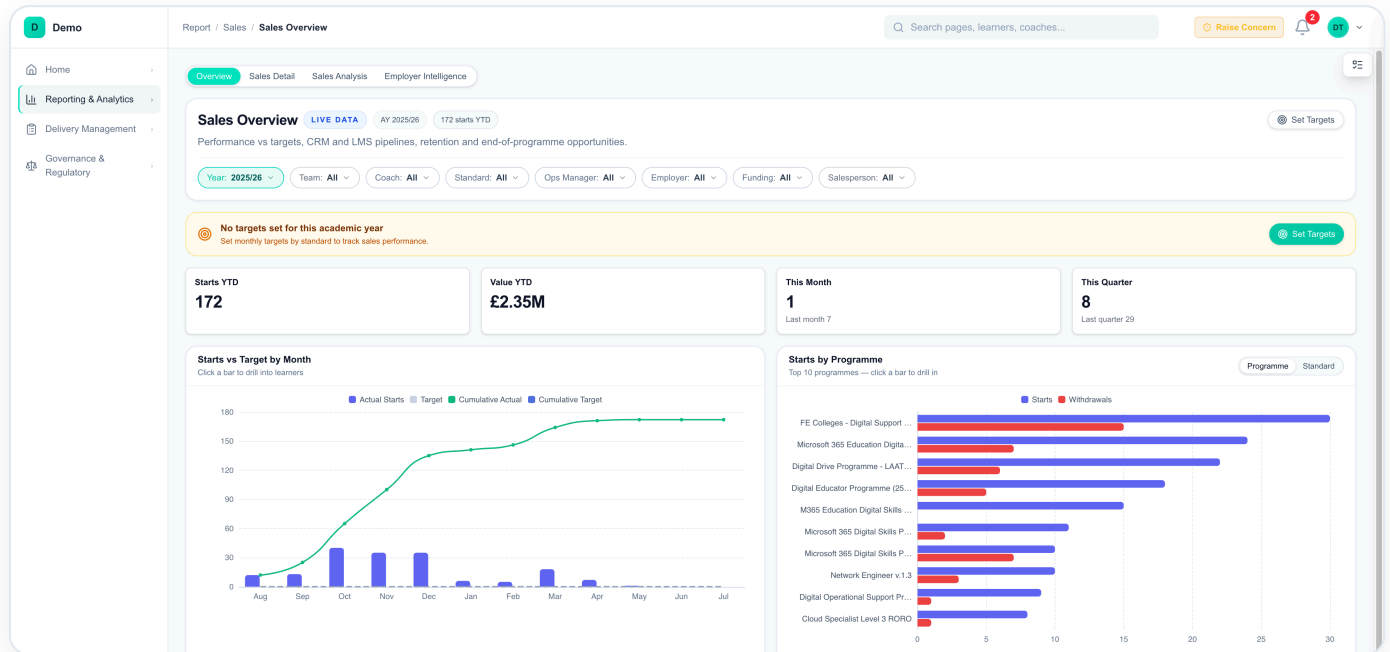 D Demo
Report / Sales / Sales Overview
Search pages, learners, coaches...
Raise Concern
2
DT
Home
Reporting & Analytics
Delivery Management
Governance &
Regulatory
Overview Sales Detail Sales Analysis Employer Intelligence
Sales Overview LIVE DATA AY 2025/26 172 starts YTD
Set Targets
Performance vs targets, CRM and LMS pipelines, retention and end-of-programme opportunities.
Year: 2025/26 Team: All Coach: All Standard: All Ops Manager: All Employer: All Funding: All Salesperson: All
No targets set for this academic year
Set monthly targets by standard to track sales performance.
Set Targets
Starts YTD
172
Value YTD
£2.35M
This Month
1
Last month 7
This Quarter
8
Last quarter 29
Starts vs Target by Month
Click a bar to drill into learners
Actual Starts Target Cumulative Actual Cumulative Target
180
150
120
90
60
30
0
Aug Sep Oct Nov Dec Jan Feb Mar Apr May Jun Jul
Starts by Programme
Top 10 programmes — click a bar to drill in
Programme Standard
Starts Withdrawals
FE Colleges - Digital Support ...
Microsoft 365 Education Digita...
Digital Drive Programme - LAAT...
Digital Educator Programme (25...
M365 Education Digital Skills ...
Microsoft 365 Digital Skills P...
Microsoft 365 Digital Skills P...
Network Engineer v.1.3
Digital Operational Support Pr...
Cloud Specialist Level 3 RORO
0 5 10 15 20 25 30